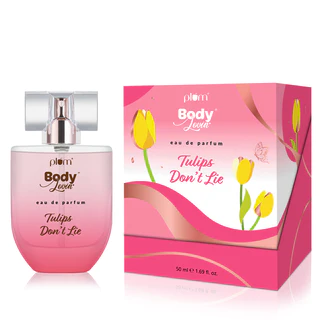 plum
Body
Lovin'
eau de parfum
Tulips
Don't Lie
plum
Body
Lovin'
eau de parfum
Tulips
Don't Lie
50 ml e 1.69 fl. oz.